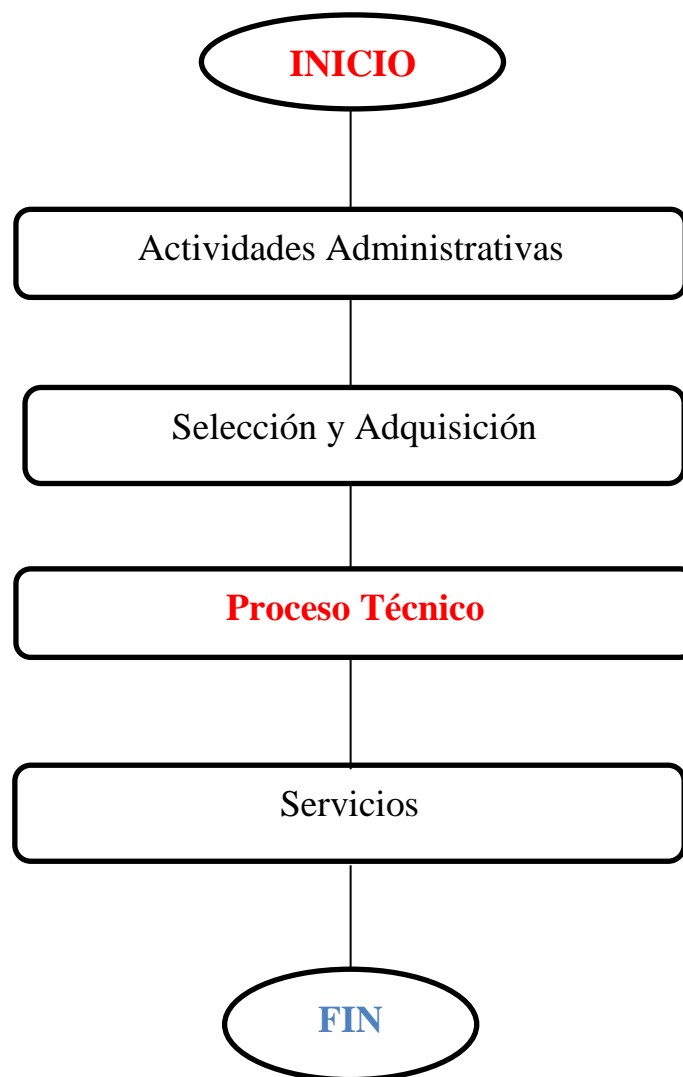 INICIO
Actividades Administrativas
Selección y Adquisición
Proceso Técnico
Servicios
FIN